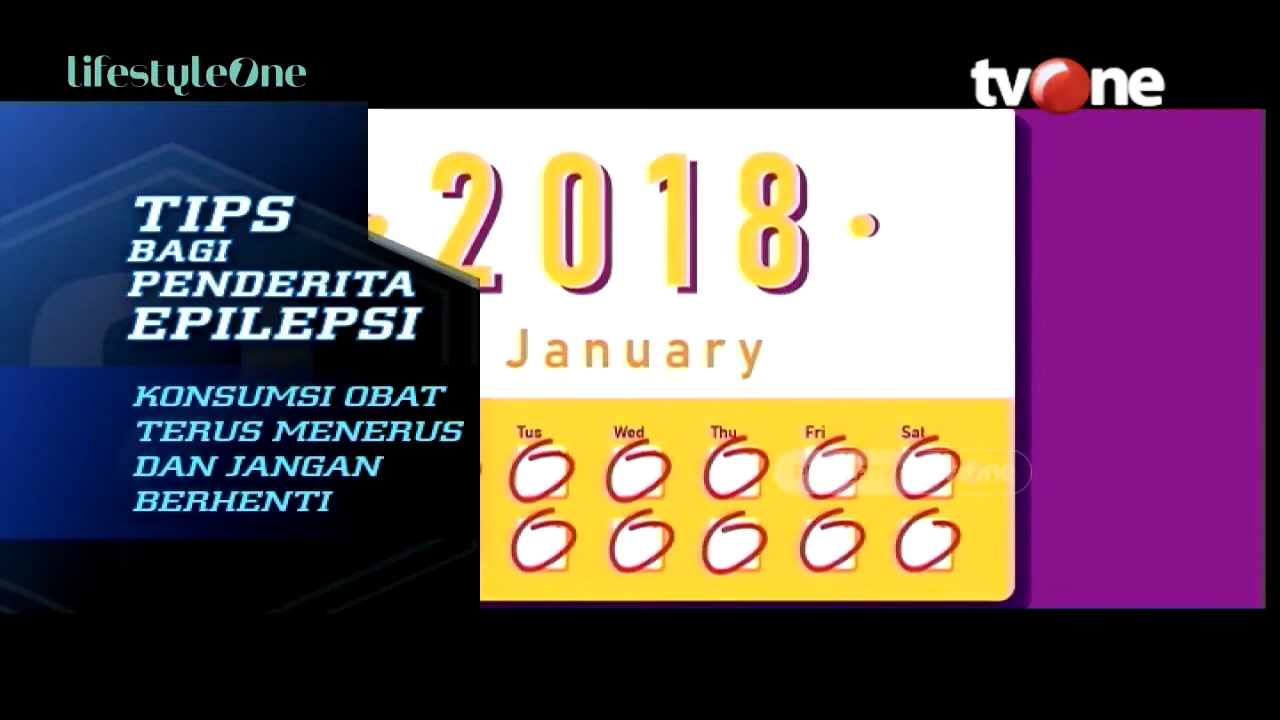 lifestyleOne
tvOne
TIPS
BAGI
PENDERITA
EPILEPSI
KONSUMSI OBAT
TERUS MENERUS
DAN JANGAN
BERHENTI
2018
January
Tue Wed Thu Fri Sat